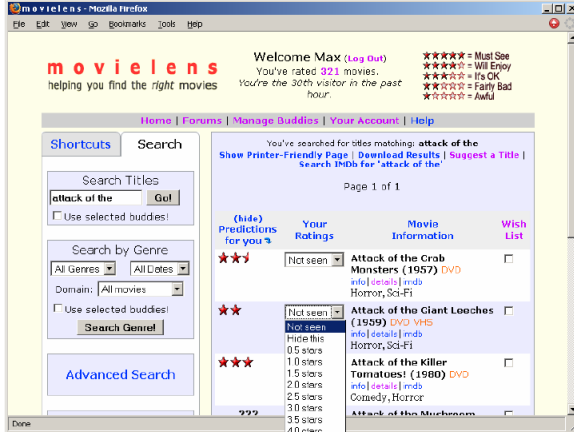 movielens - Mozilla Firefox
File Edit View Go Bookmarks Tools Help
movielens
helping you find the right movies
Welcome Max (Log Out)
You've rated 321 movies.
You're the 30th visitor in the past
hour.
★★★★★ = Must See
★★★★☆ = Will Enjoy
★★★☆☆ = It's OK
★★☆☆☆ = Fairly Bad
★☆☆☆☆ = Awful
Home | Forums | Manage Buddies | Your Account | Help
Shortcuts Search
Search Titles
attack of the Go!
Use selected buddies!
Search by Genre
All Genres All Dates
Domain: All movies
Use selected buddies!
Search Genre!
Advanced Search
You've searched for titles matching: attack of the
Show Printer-Friendly Page | Download Results | Suggest a Title |
Search IMDb for 'attack of the'
Page 1 of 1
(hide)
Predictions
for you
Your
Ratings
Movie
Information
Wish
List
Not seen
Attack of the Crab
Monsters (1957) DVD
info|details|imdb
Horror, Sci-Fi
Not seen
Attack of the Giant Leeches
(1959) DVD VHS
info|details|imdb
Horror, Sci-Fi
Not seen
Hide this
0.5 stars
1.0 stars
1.5 stars
2.0 stars
2.5 stars
3.0 stars
3.5 stars
4.0 stars
Attack of the Killer
Tomatoes! (1980) DVD
info|details|imdb
Comedy, Horror
???
Attack of the Mushroom
Done